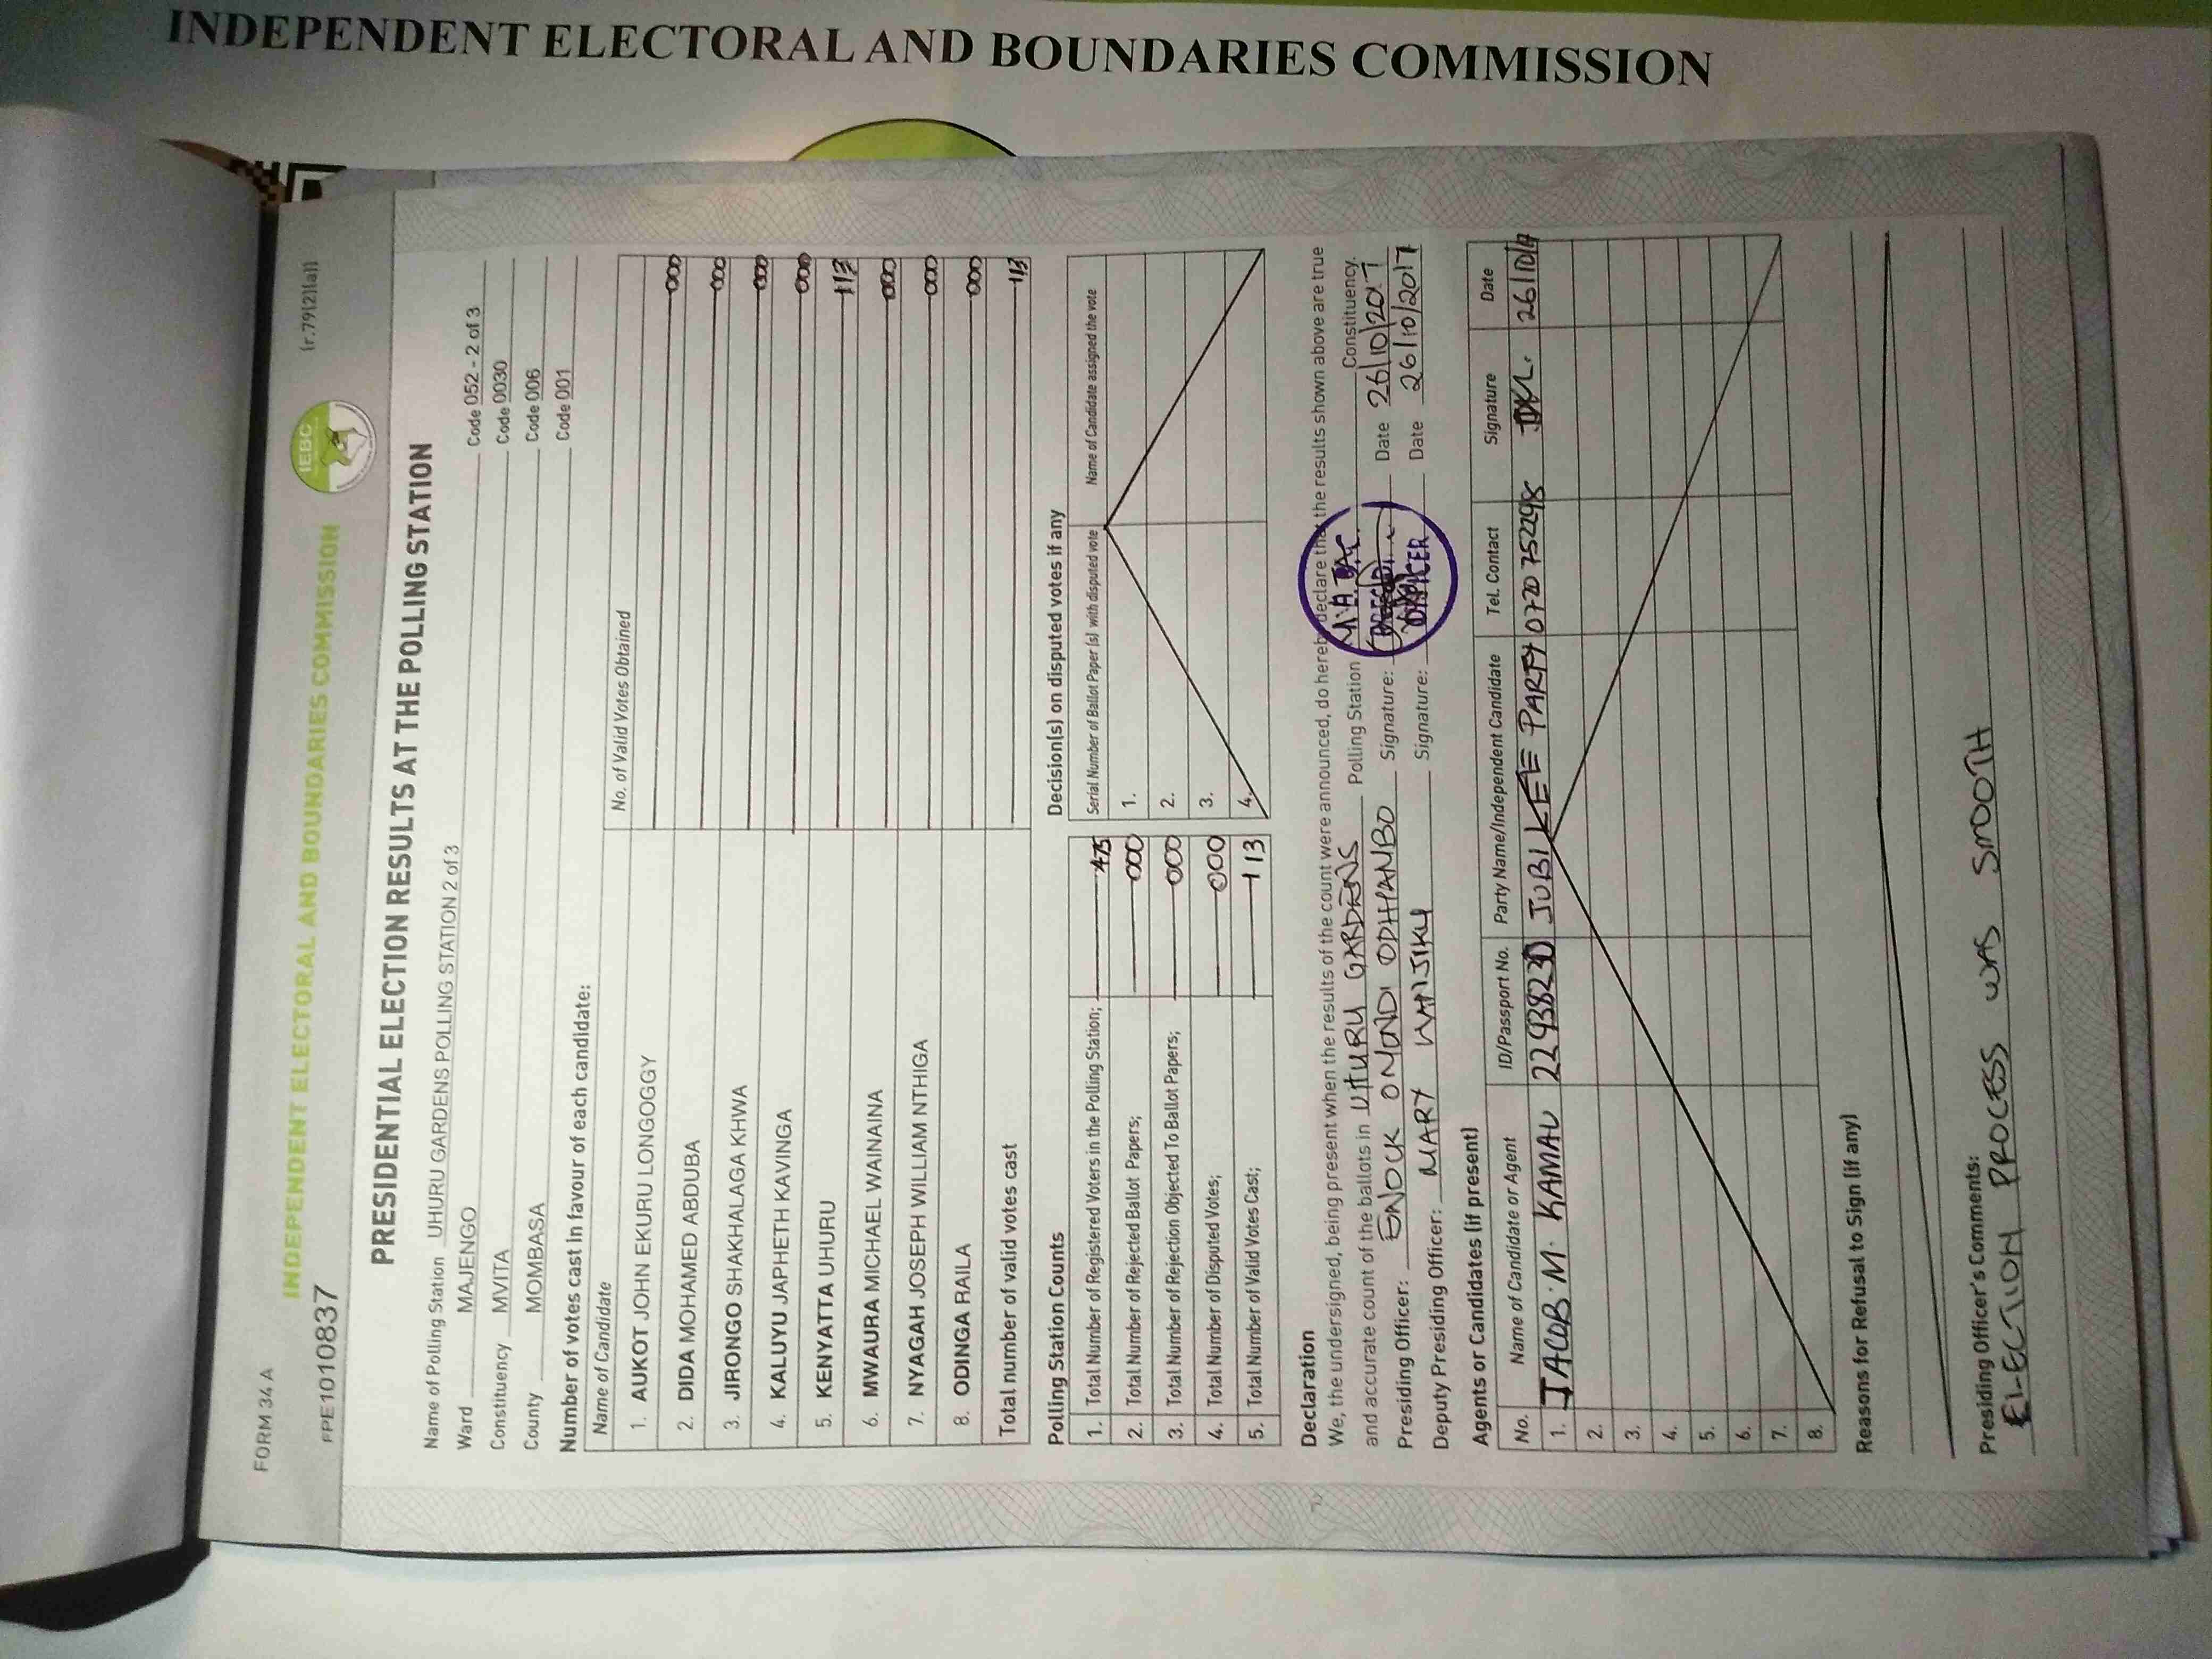 INDEPENDENT ELECTORAL AND BOUNDARIES COMMISSION
FORM 34 A
(r.79(2)(a))
INDEPENDENT ELECTORAL AND BOUNDARIES COMMISSION
IEBC
FPE1010837
PRESIDENTIAL ELECTION RESULTS AT THE POLLING STATION
Name of Polling Station UHURU GARDENS POLLING STATION 2 of 3 Code 052 - 2 of 3
Ward MAJENGO Code 0030
Constituency MVITA Code 006
County MOMBASA Code 001
Number of votes cast in favour of each candidate:
Name of Candidate No. of Valid Votes Obtained
1. AUKOT JOHN EKURU LONGOGGY 000
2. DIDA MOHAMED ABDUBA 000
3. JIRONGO SHAKHALAGA KHWA 000
4. KALUYU JAPHETH KAVINGA 000
5. KENYATTA UHURU 113
6. MWAURA MICHAEL WAINAINA 000
7. NYAGAH JOSEPH WILLIAM NTHIGA 000
8. ODINGA RAILA 000
Total number of valid votes cast 113
Polling Station Counts
1. Total Number of Registered Voters in the Polling Station; 475
2. Total Number of Rejected Ballot Papers; 000
3. Total Number of Rejection Objected To Ballot Papers; 000
4. Total Number of Disputed Votes; 000
5. Total Number of Valid Votes Cast; 113
Decision(s) on disputed votes if any
Serial Number of Ballot Paper (s) with disputed vote Name of Candidate assigned the vote
1.
2.
3.
4.
Declaration
We, the undersigned, being present when the results of the count were announced, do hereby declare that the results shown above are true
and accurate count of the ballots in UHURU GARDENS Polling Station Constituency.
Presiding Officer: ENOCK OMONDI ODHIAMBO Signature: Date 26/10/2017
Deputy Presiding Officer: MARY WANJIKU Signature: Date 26/10/2017
OFFICER
Agents or Candidates (if present)
No. Name of Candidate or Agent ID/Passport No. Party Name/Independent Candidate Tel. Contact Signature Date
1. JACOB M. KAMAU 22938230 JUBILEE PARTY 0720752298 26/10/17
2.
3.
4.
5.
6.
7.
8.
Reasons for Refusal to Sign (if any)
Presiding Officer's Comments:
ELECTION PROCESS WAS SMOOTH